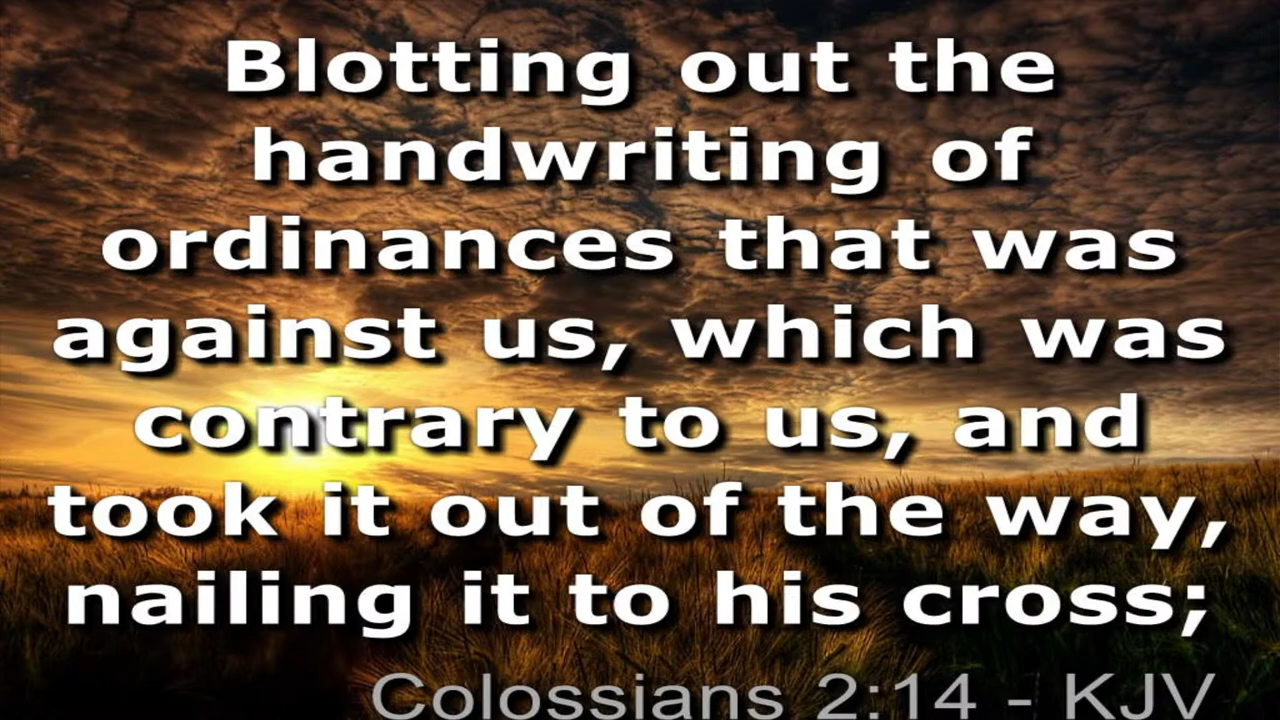 Blotting out the
handwriting of
ordinances that was
against us, which was
contrary to us, and
took it out of the way,
nailing it to his cross;
Colossians 2:14 - KJV